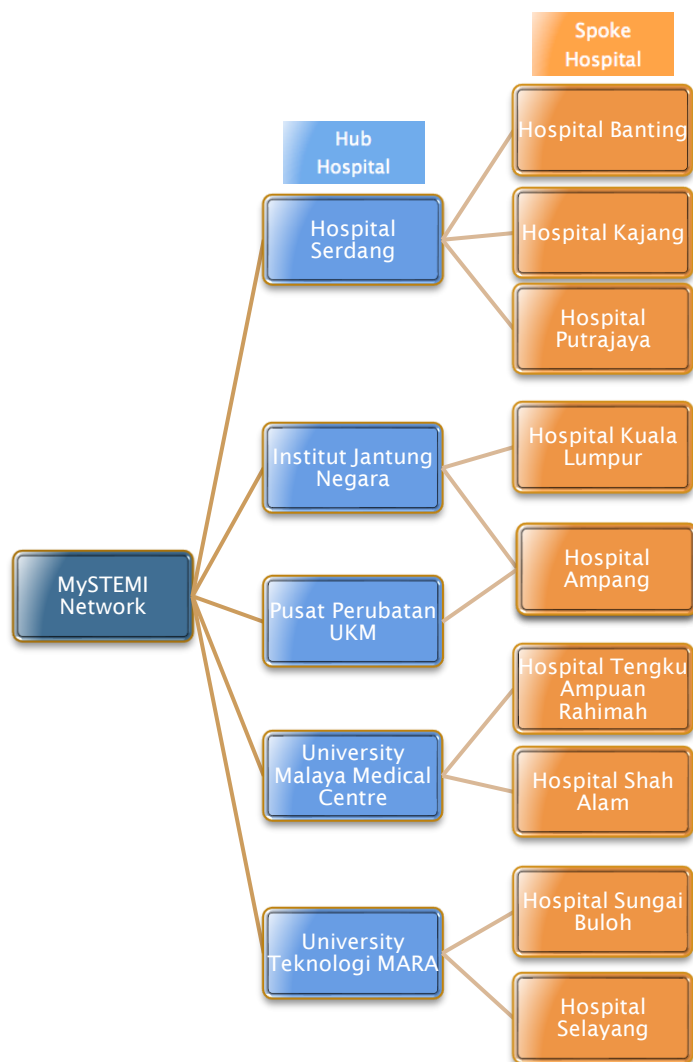 Spoke
Hospital
Hub
Hospital
Hospital Banting
Hospital
Serdang
Hospital Kajang
Hospital
Putrajaya
Institut Jantung
Negara
Hospital Kuala
Lumpur
MySTEMI
Network
Hospital
Ampang
Pusat Perubatan
UKM
Hospital Tengku
Ampuan
Rahimah
University
Malaya Medical
Centre
Hospital Shah
Alam
Hospital Sungai
Buloh
University
Teknologi MARA
Hospital
Selayang